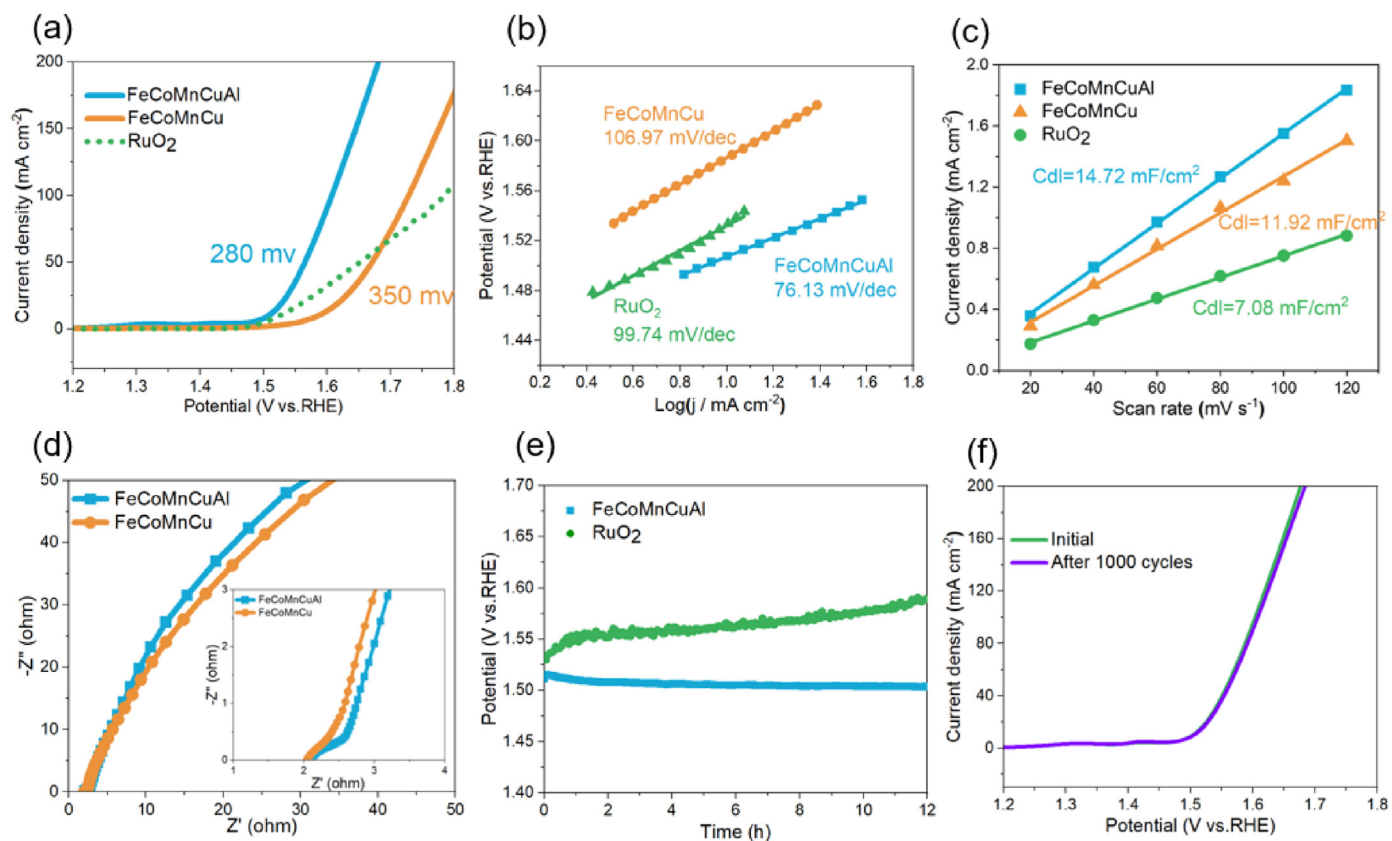 (a)
200
150
100
50
0
Current density (mA cm-2)
FeCoMnCuAl
FeCoMnCu
RuO2
280 mv
350 mv
1.2 1.3 1.4 1.5 1.6 1.7 1.8
Potential (V vs.RHE)
(b)
1.64
1.60
1.56
1.52
1.48
1.44
Potential (V vs.RHE)
FeCoMnCu
106.97 mV/dec
FeCoMnCuAl
76.13 mV/dec
RuO2
99.74 mV/dec
0.2 0.4 0.6 0.8 1.0 1.2 1.4 1.6 1.8
Log(j / mA cm-2)
(c)
2.0
1.6
1.2
0.8
0.4
0.0
Current density (mA cm-2)
FeCoMnCuAl
FeCoMnCu
RuO2
Cdl=14.72 mF/cm2
Cdl=11.92 mF/cm2
Cdl=7.08 mF/cm2
20 40 60 80 100 120
Scan rate (mV s-1)
(d)
50
40
30
20
10
0
-Z" (ohm)
FeCoMnCuAl
FeCoMnCu
3
2
1
0
-Z" (ohm)
FeCoMnCuAl
FeCoMnCu
1 2 3 4
Z' (ohm)
0 10 20 30 40 50
Z' (ohm)
(e)
1.70
1.65
1.60
1.55
1.50
1.45
1.40
Potential (V vs.RHE)
FeCoMnCuAl
RuO2
0 2 4 6 8 10 12
Time (h)
(f)
200
160
120
80
40
0
Current density (mA cm-2)
Initial
After 1000 cycles
1.2 1.3 1.4 1.5 1.6 1.7 1.8
Potential (V vs.RHE)